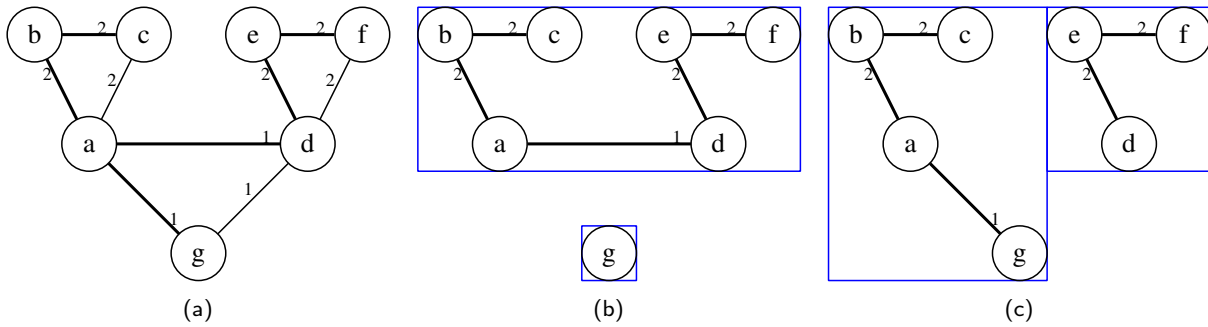 b 2 c e 2 f b 2 c e 2 f b 2 c e 2 f
2 2 2 2 2 2 2 2
a 1 d a 1 d a d
1 1 1
g g g
(a) (b) (c)